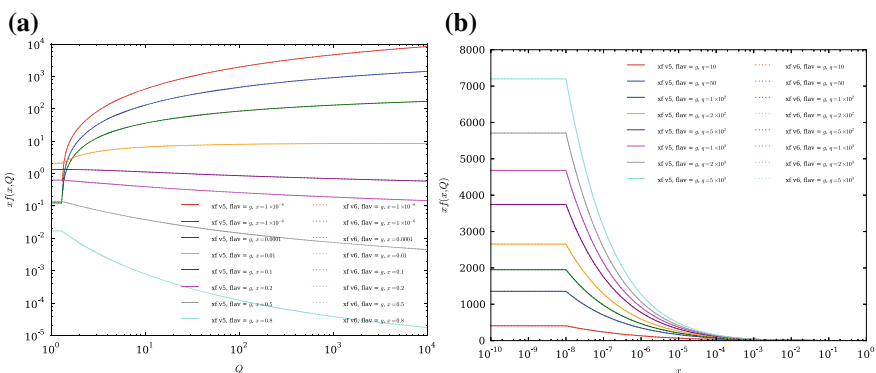 (a)
10^4
10^3
10^2
10^1
10^0
10^-1
10^-2
10^-3
10^-4
10^-5
xf(x,Q)
xf v5, flav = g, x=1×10^-8 xf v6, flav = g, x=1×10^-8
xf v5, flav = g, x=1×10^-6 xf v6, flav = g, x=1×10^-6
xf v5, flav = g, x=0.0001 xf v6, flav = g, x=0.0001
xf v5, flav = g, x=0.01 xf v6, flav = g, x=0.01
xf v5, flav = g, x=0.1 xf v6, flav = g, x=0.1
xf v5, flav = g, x=0.2 xf v6, flav = g, x=0.2
xf v5, flav = g, x=0.5 xf v6, flav = g, x=0.5
xf v5, flav = g, x=0.8 xf v6, flav = g, x=0.8
10^0 10^1 10^2 10^3 10^4
Q
(b)
8000
7000
6000
5000
4000
3000
2000
1000
0
xf(x,Q)
xf v5, flav = g, q=10 xf v6, flav = g, q=10
xf v5, flav = g, q=50 xf v6, flav = g, q=50
xf v5, flav = g, q=1×10^2 xf v6, flav = g, q=1×10^2
xf v5, flav = g, q=2×10^2 xf v6, flav = g, q=2×10^2
xf v5, flav = g, q=5×10^2 xf v6, flav = g, q=5×10^2
xf v5, flav = g, q=1×10^3 xf v6, flav = g, q=1×10^3
xf v5, flav = g, q=2×10^3 xf v6, flav = g, q=2×10^3
xf v5, flav = g, q=5×10^3 xf v6, flav = g, q=5×10^3
10^-10 10^-9 10^-8 10^-7 10^-6 10^-5 10^-4 10^-3 10^-2 10^-1 10^0
x